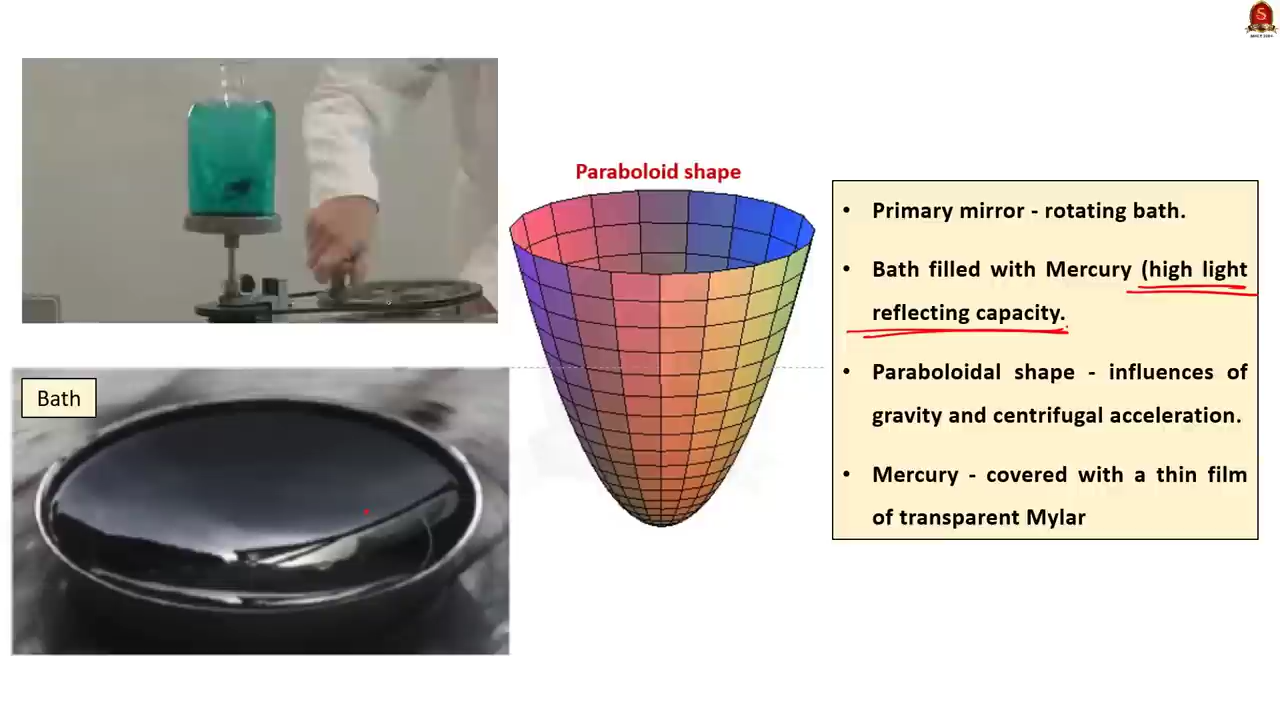 Paraboloid shape
Bath
• Primary mirror - rotating bath.
• Bath filled with Mercury (high light
reflecting capacity.
• Paraboloidal shape - influences of
gravity and centrifugal acceleration.
• Mercury - covered with a thin film
of transparent Mylar